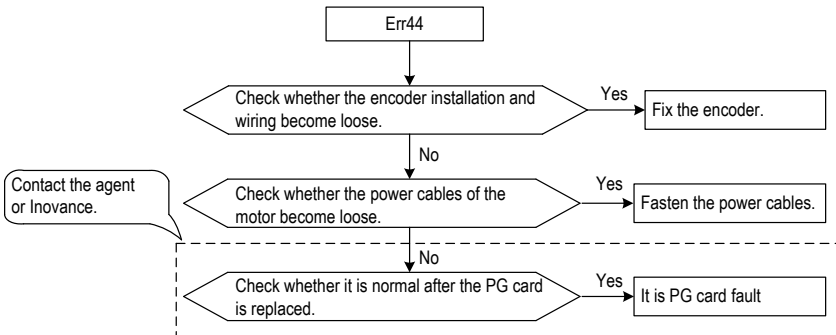 Err44
Check whether the encoder installation and
wiring become loose.
Yes
Fix the encoder.
No
Contact the agent
or Inovance.
Check whether the power cables of the
motor become loose.
Yes
Fasten the power cables.
No
Check whether it is normal after the PG card
is replaced.
Yes
It is PG card fault